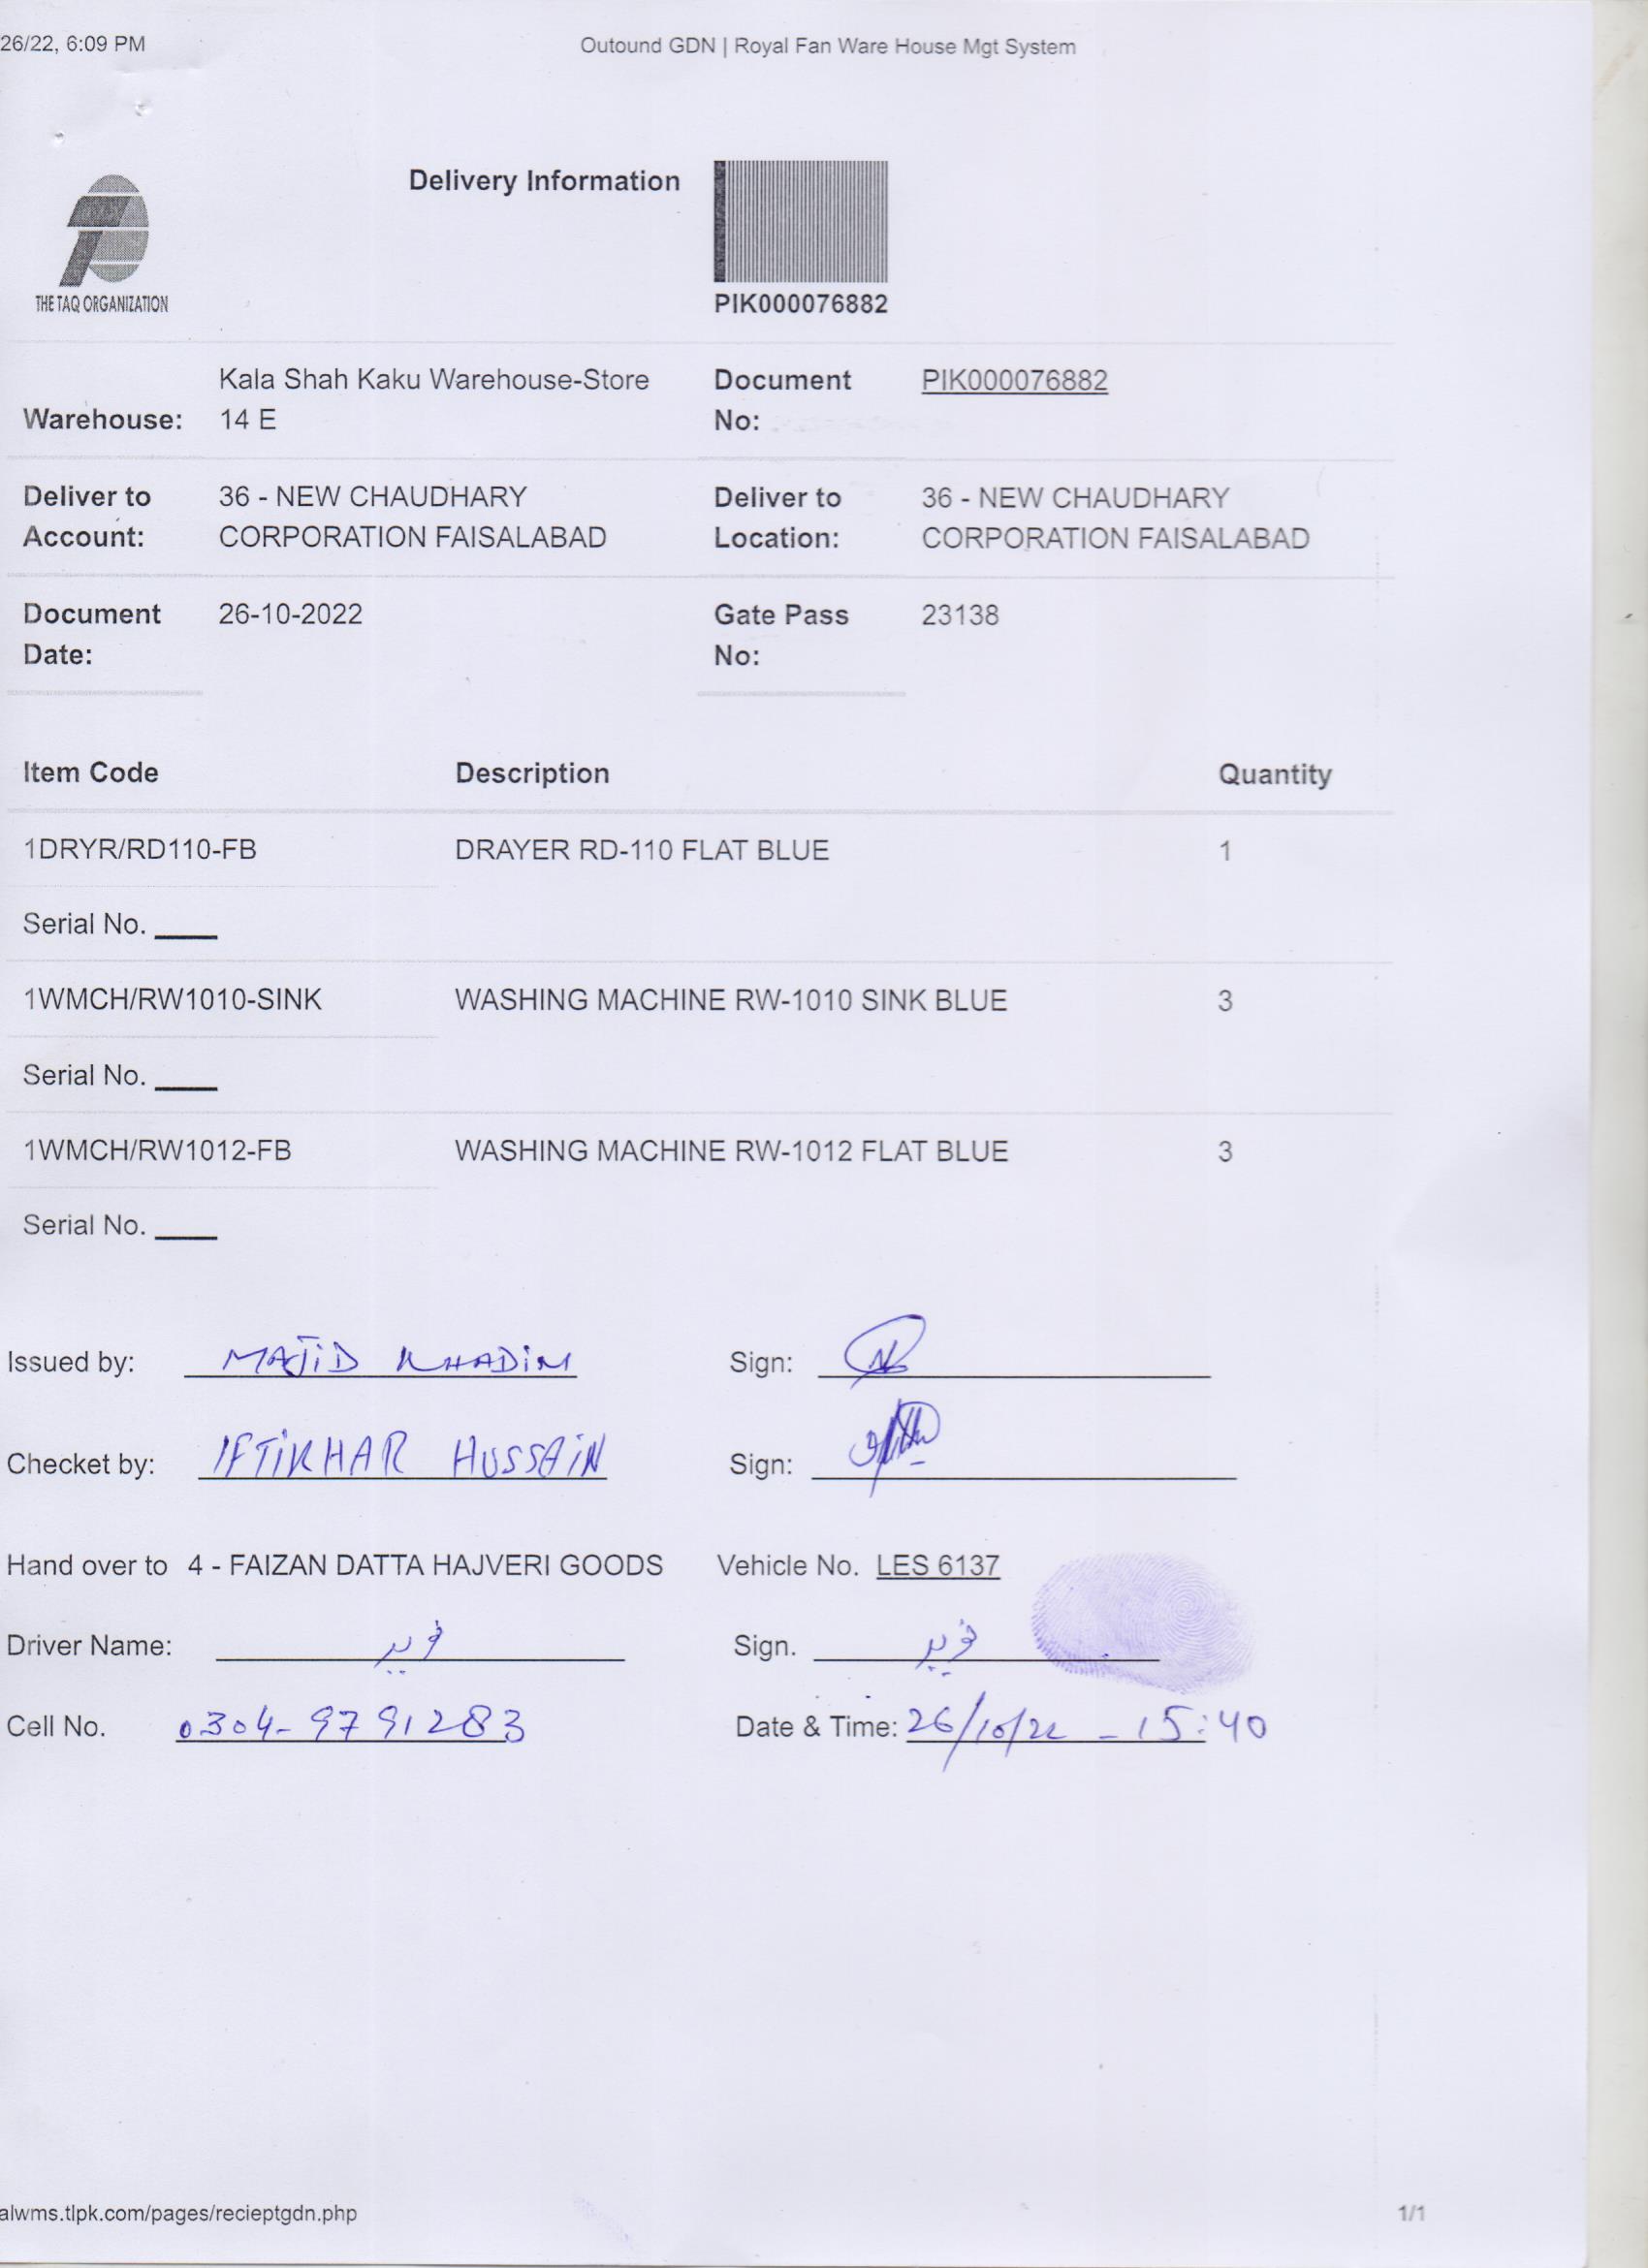 26/22, 6:09 PM
Outound GDN | Royal Fan Ware House Mgt System
THE TAQ ORGANIZATION
Delivery Information
PIK000076882
Warehouse: Kala Shah Kaku Warehouse-Store 14 E
Document No: PIK000076882
Deliver to Account: 36 - NEW CHAUDHARY CORPORATION FAISALABAD
Deliver to Location: 36 - NEW CHAUDHARY CORPORATION FAISALABAD
Document Date: 26-10-2022
Gate Pass No: 23138
Item Code Description Quantity
1DRYR/RD110-FB DRAYER RD-110 FLAT BLUE 1
Serial No. ____
1WMCH/RW1010-SINK WASHING MACHINE RW-1010 SINK BLUE 3
Serial No. ____
1WMCH/RW1012-FB WASHING MACHINE RW-1012 FLAT BLUE 3
Serial No. ____
Issued by: MAJID KHADIM Sign:
Checket by: IFTIKHAR HUSSAIN Sign:
Hand over to 4 - FAIZAN DATTA HAJVERI GOODS Vehicle No. LES 6137
Driver Name: Sign.
Cell No. 0304-9791283 Date & Time: 26/10/22 - 15:40
alwms.tlpk.com/pages/recieptgdn.php
1/1